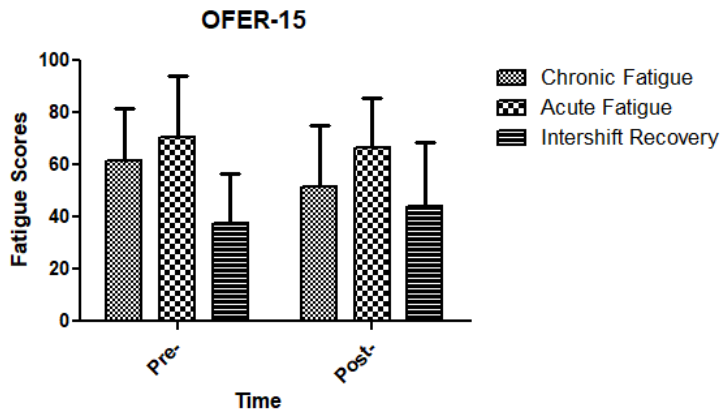 OFER-15
Fatigue Scores
100
80
60
40
20
0
Pre-
Post-
Time
Chronic Fatigue
Acute Fatigue
Intershift Recovery